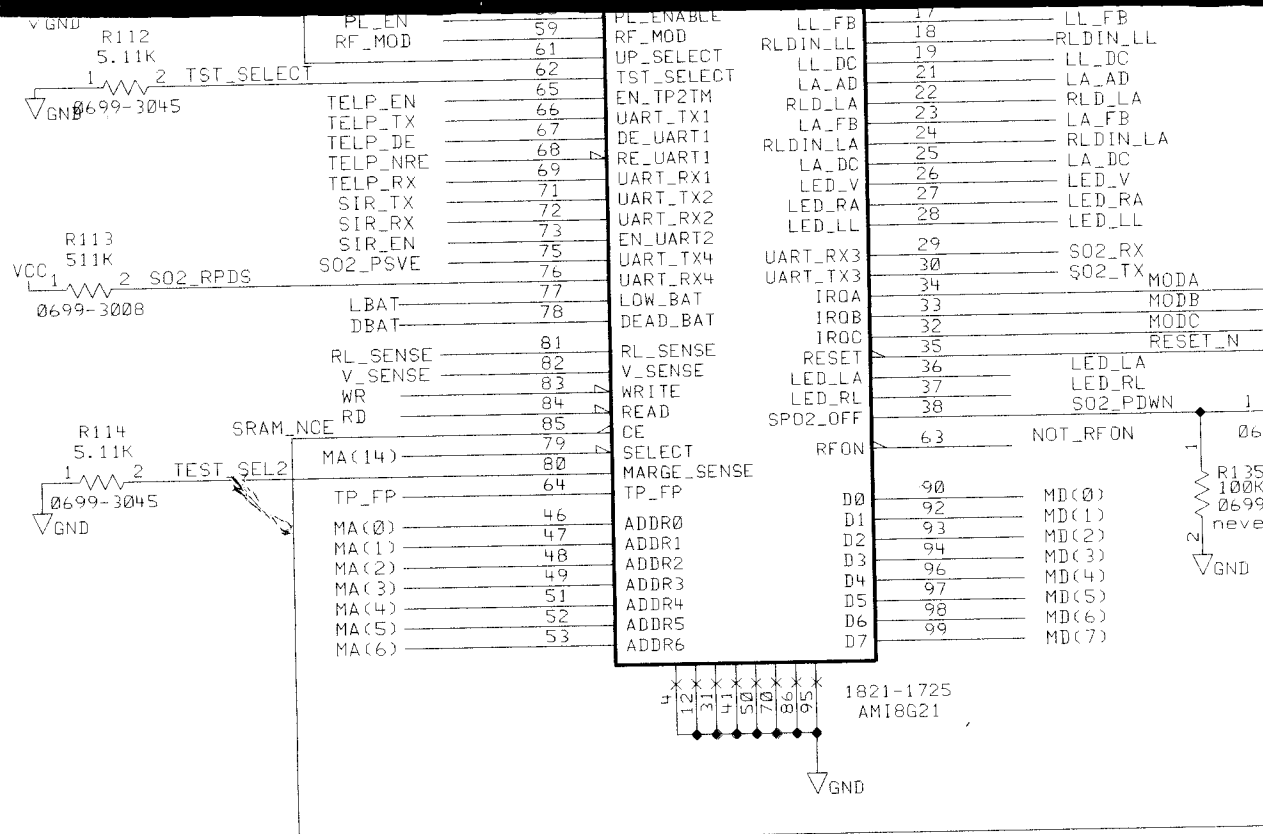 GND
R112
5.11K
1 2 TST_SELECT
GND
0699-3045
PL_EN
RF_MOD
59
61
62
TELP_EN 65
TELP_TX 66
TELP_DE 67
TELP_NRE 68
TELP_RX 69
SIR_TX 71
SIR_RX 72
SIR_EN 73
SO2_PSVE 75
76
R113
511K
VCC 1 2 SO2_RPDS
0699-3008
LBAT 77
DBAT 78
RL_SENSE 81
V_SENSE 82
WR 83
RD 84
SRAM_NCE 85
MA(14) 79
80
TP_FP 64
R114
5.11K
1 2 TEST_SEL2
0699-3045
GND
MA(0) 46
MA(1) 47
MA(2) 48
MA(3) 49
MA(4) 51
MA(5) 52
MA(6) 53
PL_ENABLE
RF_MOD
UP_SELECT
TST_SELECT
EN_TP2TM
UART_TX1
DE_UART1
RE_UART1
UART_RX1
UART_TX2
UART_RX2
EN_UART2
UART_TX4
UART_RX4
LOW_BAT
DEAD_BAT
RL_SENSE
V_SENSE
WRITE
READ
CE
SELECT
MARGE_SENSE
TP_FP
ADDR0
ADDR1
ADDR2
ADDR3
ADDR4
ADDR5
ADDR6
LL_FB 17 LL_FB
RLDIN_LL 18 RLDIN_LL
LL_DC 19 LL_DC
LA_AD 21 LA_AD
RLD_LA 22 RLD_LA
LA_FB 23 LA_FB
RLDIN_LA 24 RLDIN_LA
LA_DC 25 LA_DC
LED_V 26 LED_V
LED_RA 27 LED_RA
LED_LL 28 LED_LL
UART_RX3 29 SO2_RX
UART_TX3 30 SO2_TX
IRQA 34 MODA
IRQB 33 MODB
IRQC 32 MODC
RESET 35 RESET_N
LED_LA 36 LED_LA
LED_RL 37 LED_RL
SPO2_OFF 38 SO2_PDWN
RFON 63 NOT_RFON
D0 90 MD(0)
D1 92 MD(1)
D2 93 MD(2)
D3 94 MD(3)
D4 96 MD(4)
D5 97 MD(5)
D6 98 MD(6)
D7 99 MD(7)
1
06
1
R135
100K
0699
neve
2
GND
4 12 31 41 50 70 86 95
1821-1725
AMI8G21
GND